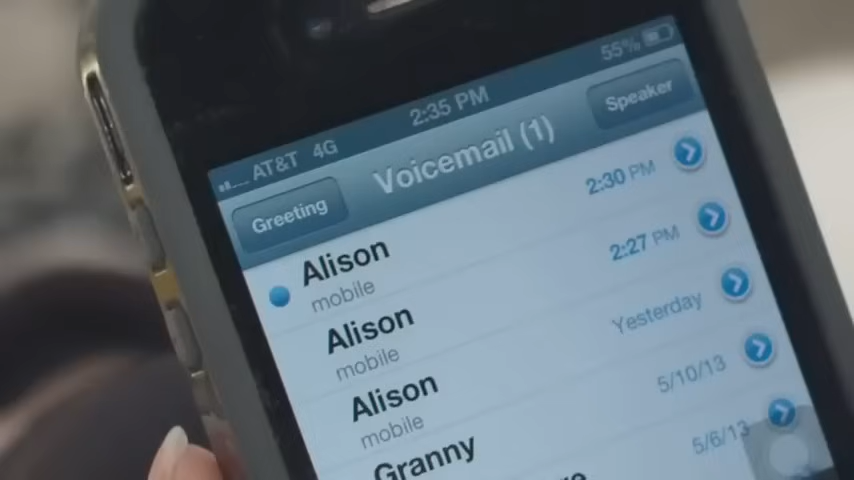 AT&T 4G 2:35 PM 55%
Greeting Voicemail (1) Speaker
Alison 2:30 PM
mobile
Alison 2:27 PM
mobile
Alison Yesterday
mobile
Granny 5/10/13
5/6/13